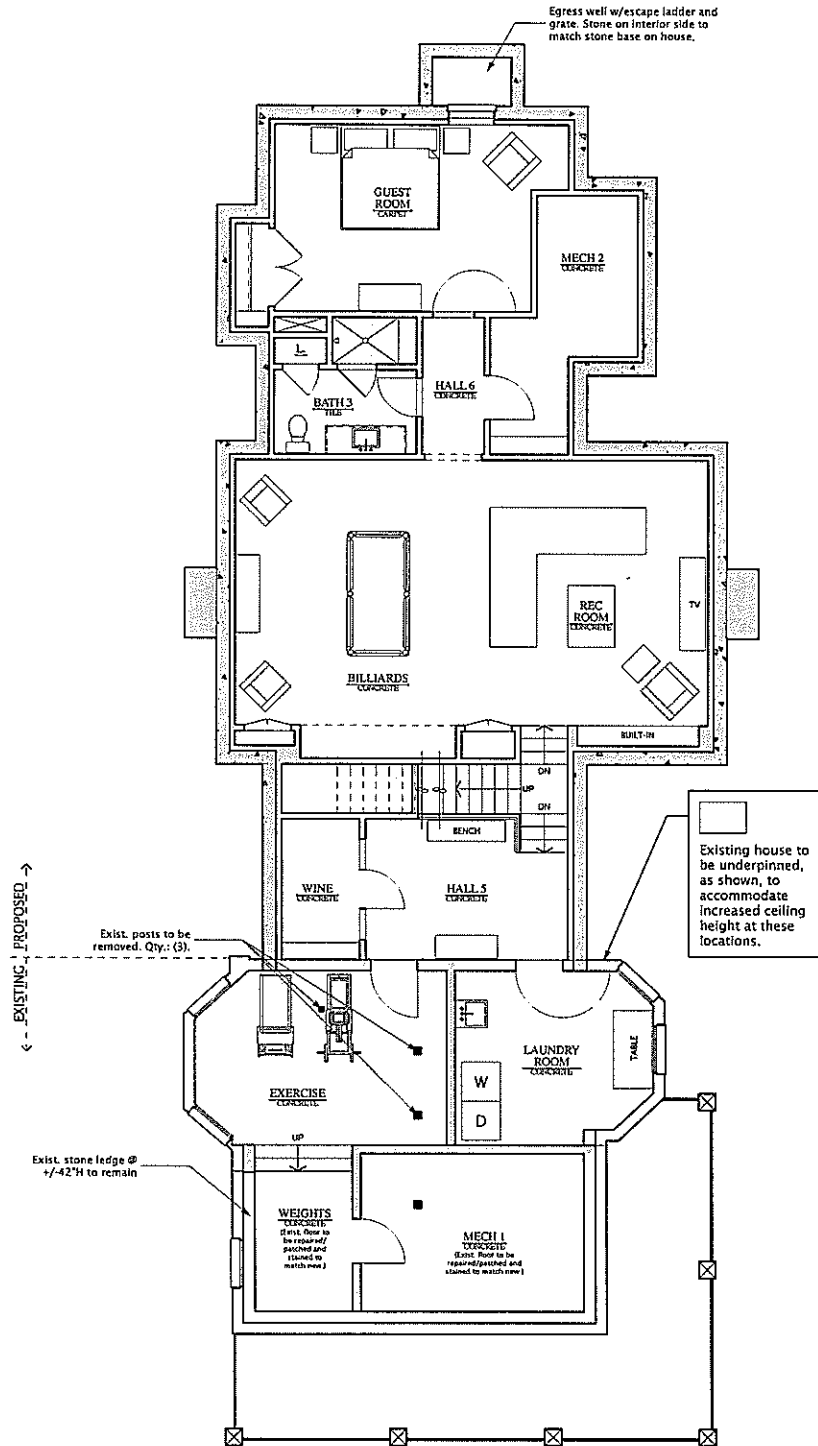 Egress well w/escape ladder and
grate. Stone on interior side to
match stone base on house.
GUEST
ROOM
CARPET
MECH 2
CONCRETE
L
HALL 6
CONCRETE
BATH 3
TILE
REC
ROOM
CONCRETE
TV
BILLIARDS
CONCRETE
BUILT-IN
DN
UP
DN
BENCH
WINE
CONCRETE
HALL 5
CONCRETE
Existing house to
be underpinned,
as shown, to
accommodate
increased ceiling
height at these
locations.
<- - EXISTING | PROPOSED - ->
Exist. posts to be
removed. Qty.: (3).
LAUNDRY
ROOM
CONCRETE
TABLE
W
D
EXERCISE
CONCRETE
UP
Exist. stone ledge @
+/-42"H to remain
WEIGHTS
CONCRETE
(Exist. floor to
be repaired/
patched and
stained to
match new)
MECH 1
CONCRETE
(Exist. floor to be
repaired/patched and
stained to match new)